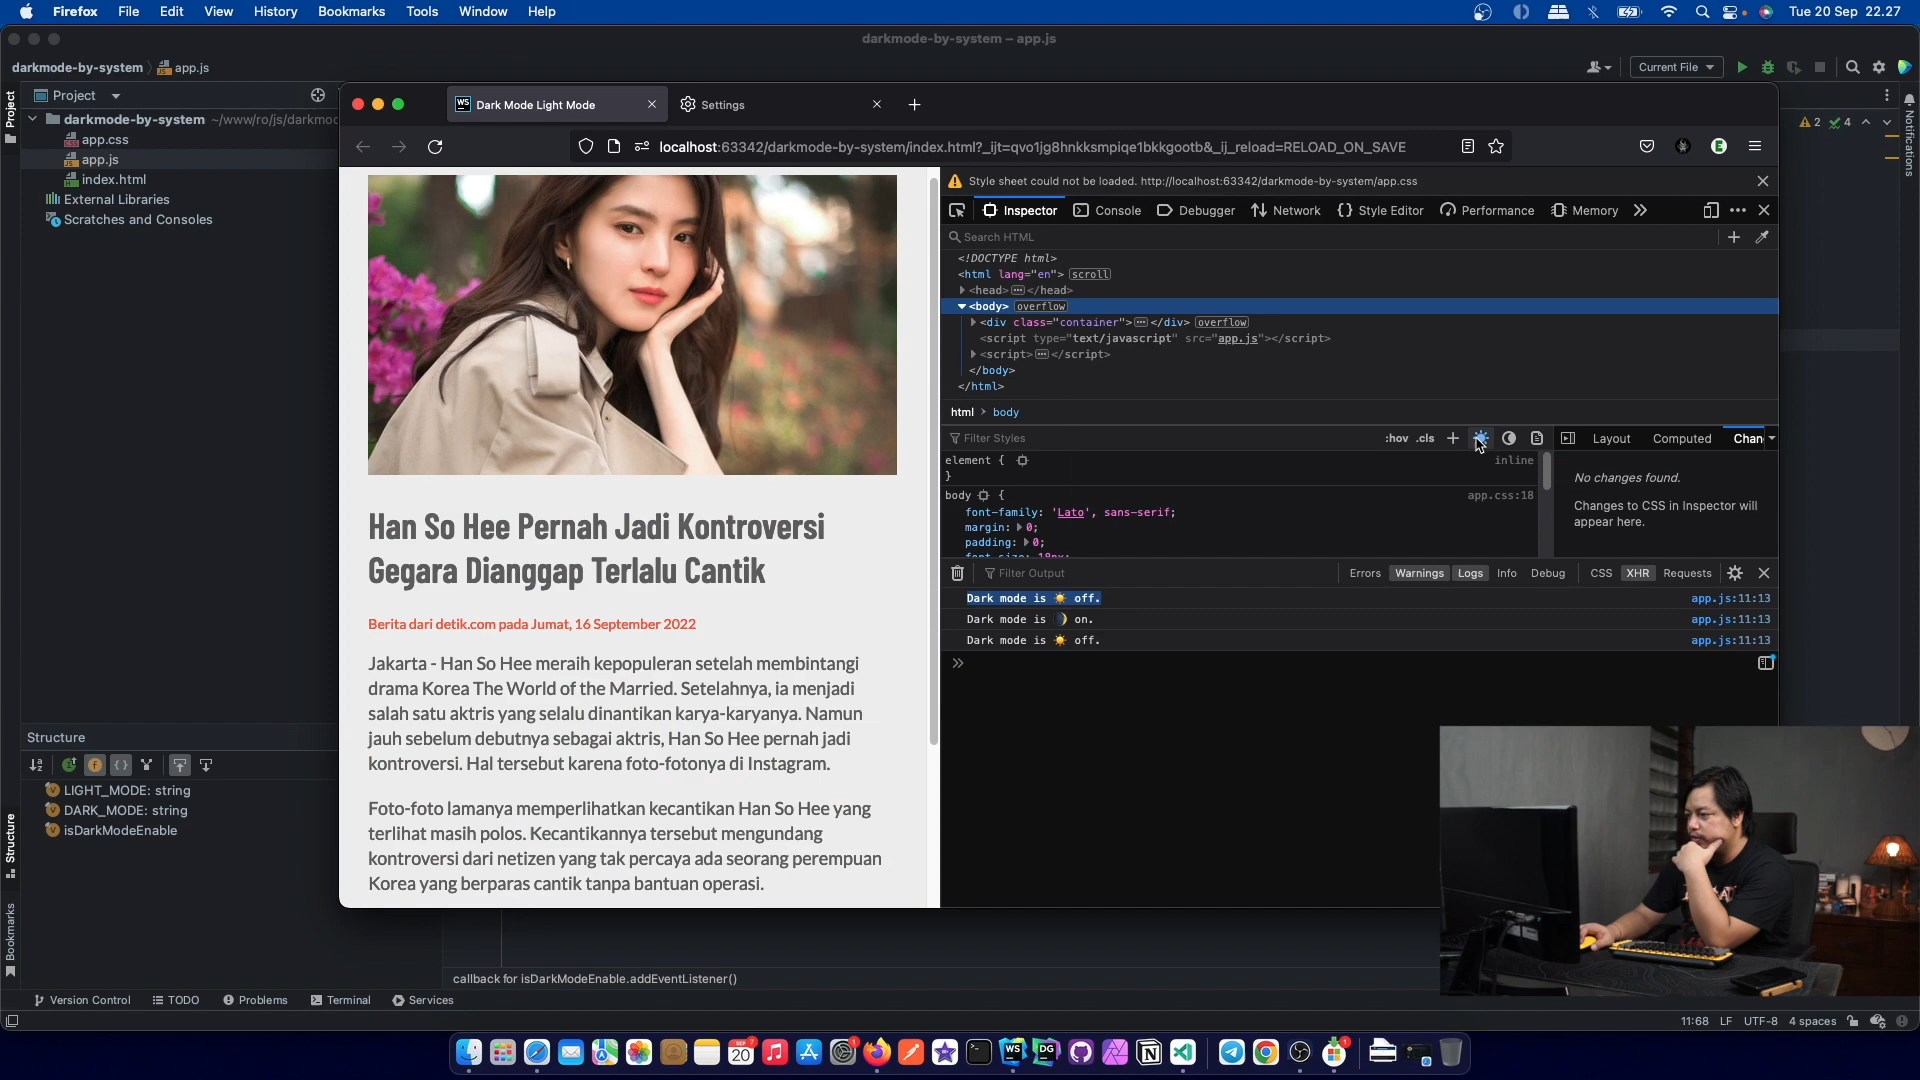 Firefox File Edit View History Bookmarks Tools Window Help Tue 20 Sep 22.27
darkmode-by-system – app.js
darkmode-by-system app.js Current File
Project
Project
darkmode-by-system ~/www/ro/js/darkmo
app.css
app.js
index.html
External Libraries
Scratches and Consoles
2 4
Notifications
Dark Mode Light Mode Settings
localhost:63342/darkmode-by-system/index.html?_ijt=qvo1jg8hnkksmpiqe1bkkgootb&_ij_reload=RELOAD_ON_SAVE
Style sheet could not be loaded. http://localhost:63342/darkmode-by-system/app.css
Inspector Console Debugger Network Style Editor Performance Memory
Search HTML
<!DOCTYPE html>
<html lang="en"> scroll
<head> </head>
<body> overflow
<div class="container"> </div> overflow
<script type="text/javascript" src="app.js"></script>
<script> </script>
</body>
</html>
html > body
Filter Styles :hov .cls + Layout Computed Chan
element { inline
}
body { app.css:18
font-family: 'Lato', sans-serif;
margin: 0;
padding: 0;
font-size: 18px;
No changes found.
Changes to CSS in Inspector will
appear here.
Filter Output Errors Warnings Logs Info Debug CSS XHR Requests
Dark mode is ☀️ off. app.js:11:13
Dark mode is 🌒 on. app.js:11:13
Dark mode is ☀️ off. app.js:11:13
Han So Hee Pernah Jadi Kontroversi
Gegara Dianggap Terlalu Cantik
Berita dari detik.com pada Jumat, 16 September 2022
Jakarta - Han So Hee meraih kepopuleran setelah membintangi
drama Korea The World of the Married. Setelahnya, ia menjadi
salah satu aktris yang selalu dinantikan karya-karyanya. Namun
jauh sebelum debutnya sebagai aktris, Han So Hee pernah jadi
kontroversi. Hal tersebut karena foto-fotonya di Instagram.
Foto-foto lamanya memperlihatkan kecantikan Han So Hee yang
terlihat masih polos. Kecantikannya tersebut mengundang
kontroversi dari netizen yang tak percaya ada seorang perempuan
Korea yang berparas cantik tanpa bantuan operasi.
Structure
LIGHT_MODE: string
DARK_MODE: string
isDarkModeEnable
Structure
Bookmarks
callback for isDarkModeEnable.addEventListener()
Version Control TODO Problems Terminal Services
11:68 LF UTF-8 4 spaces